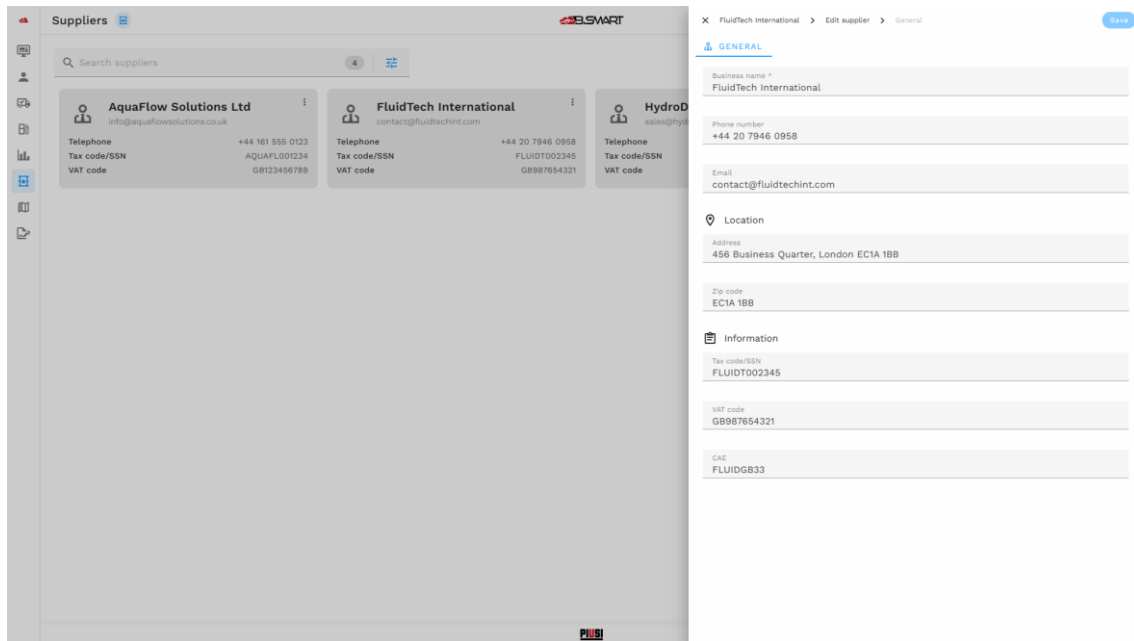 Suppliers
B.SMART
Search suppliers
4
AquaFlow Solutions Ltd
info@aquaflowsolutions.co.uk
Telephone +44 161 555 0123
Tax code/SSN AQUAFL001234
VAT code GB123456789
FluidTech International
contact@fluidtechint.com
Telephone +44 20 7946 0958
Tax code/SSN FLUIDT002345
VAT code GB987654321
HydroD
sales@hyd
Telephone
Tax code/SSN
VAT code
PIUSI
FluidTech International > Edit supplier > General
Save
GENERAL
Business name *
FluidTech International
Phone number
+44 20 7946 0958
Email
contact@fluidtechint.com
Location
Address
456 Business Quarter, London EC1A 1BB
Zip code
EC1A 1BB
Information
Tax code/SSN
FLUIDT002345
VAT code
GB987654321
CAE
FLUIDGB33